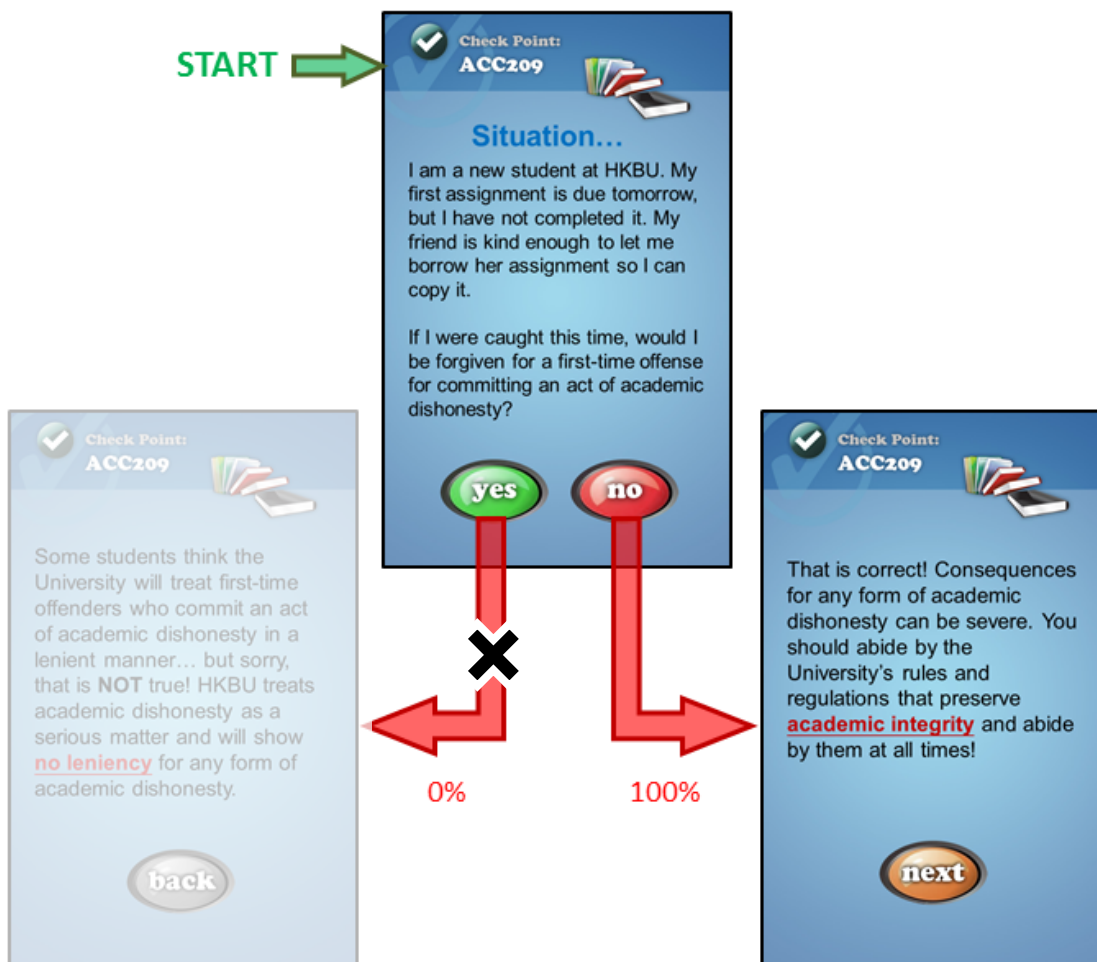 START
Check Point:
ACC209
Situation...
I am a new student at HKBU. My
first assignment is due tomorrow,
but I have not completed it. My
friend is kind enough to let me
borrow her assignment so I can
copy it.
If I were caught this time, would I
be forgiven for a first-time offense
for committing an act of academic
dishonesty?
yes
no
Check Point:
ACC209
Some students think the
University will treat first-time
offenders who commit an act
of academic dishonesty in a
lenient manner... but sorry,
that is NOT true! HKBU treats
academic dishonesty as a
serious matter and will show
no leniency for any form of
academic dishonesty.
back
0%
100%
Check Point:
ACC209
That is correct! Consequences
for any form of academic
dishonesty can be severe. You
should abide by the
University's rules and
regulations that preserve
academic integrity and abide
by them at all times!
next